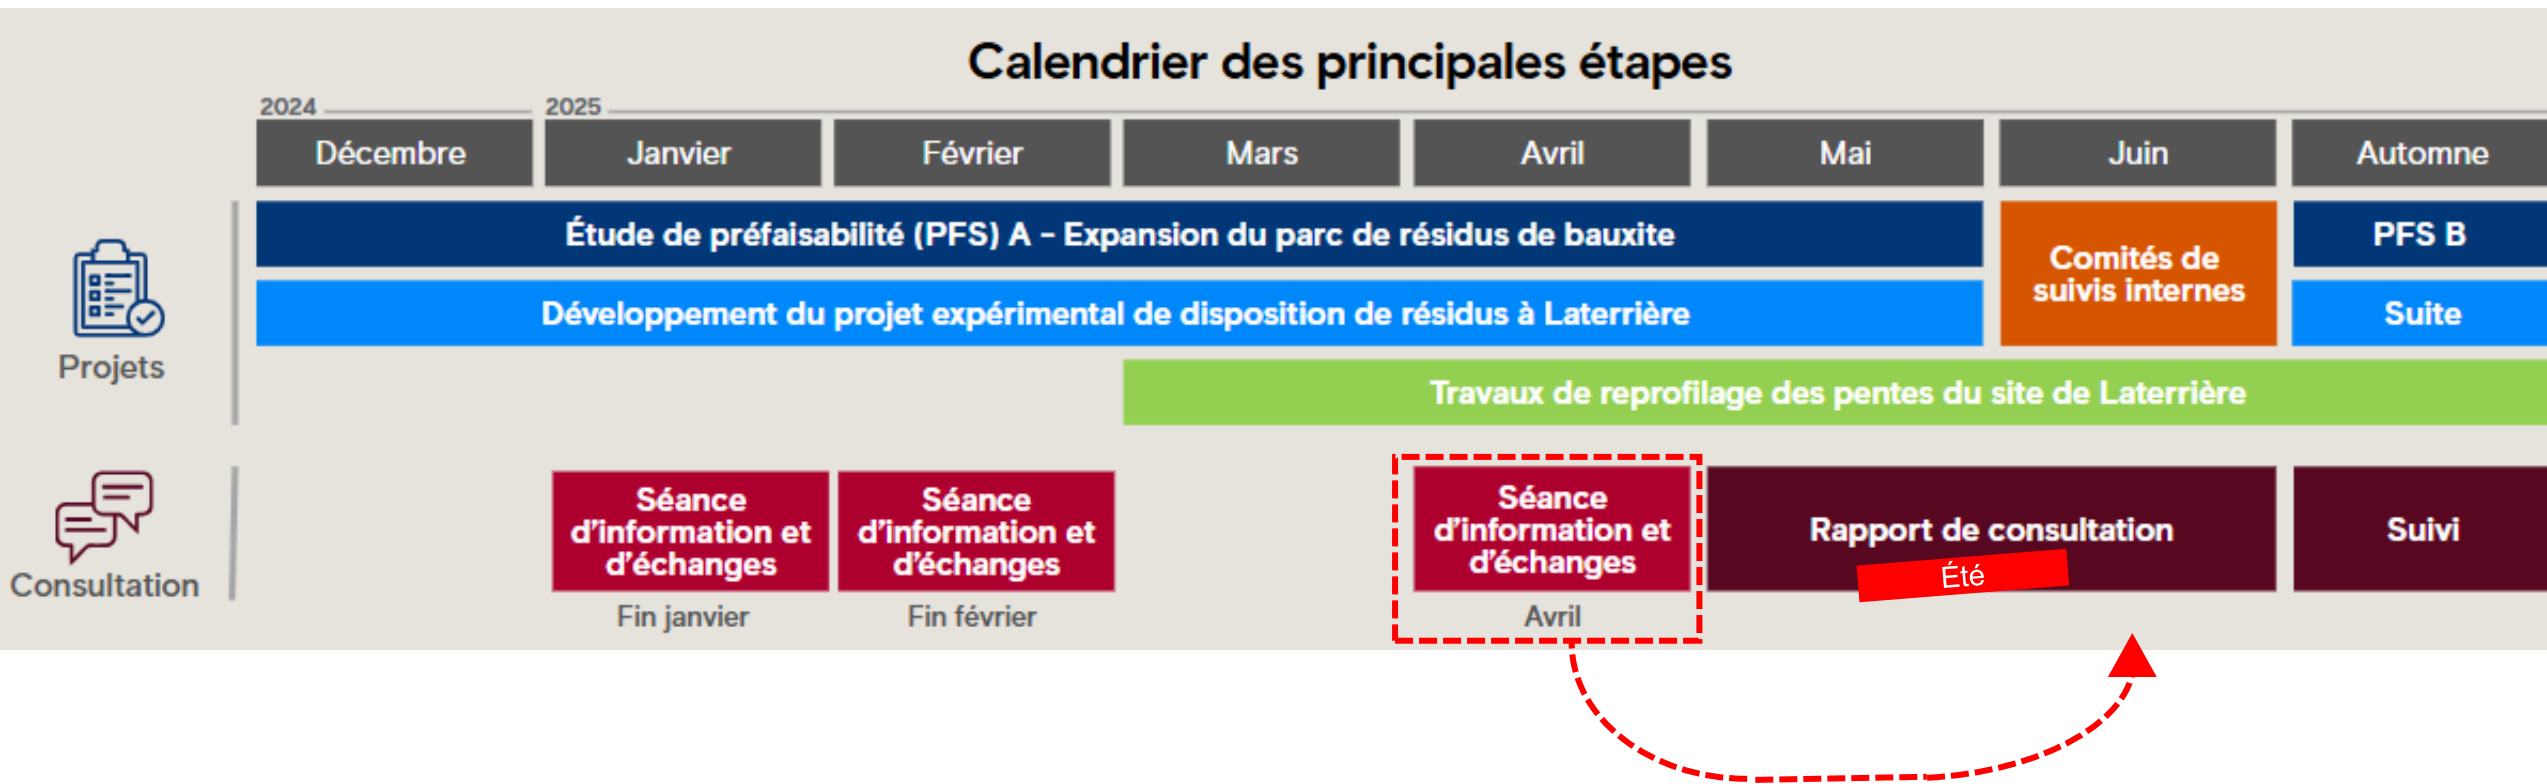 Calendrier des principales étapes
2024
2025
Décembre
Janvier
Février
Mars
Avril
Mai
Juin
Automne
Projets
Étude de préfaisabilité (PFS) A – Expansion du parc de résidus de bauxite
Comités de
suivis internes
PFS B
Développement du projet expérimental de disposition de résidus à Laterrière
Suite
Travaux de reprofilage des pentes du site de Laterrière
Consultation
Séance
d’information et
d’échanges
Fin janvier
Séance
d’information et
d’échanges
Fin février
Séance
d’information et
d’échanges
Avril
Rapport de consultation
Été
Suivi